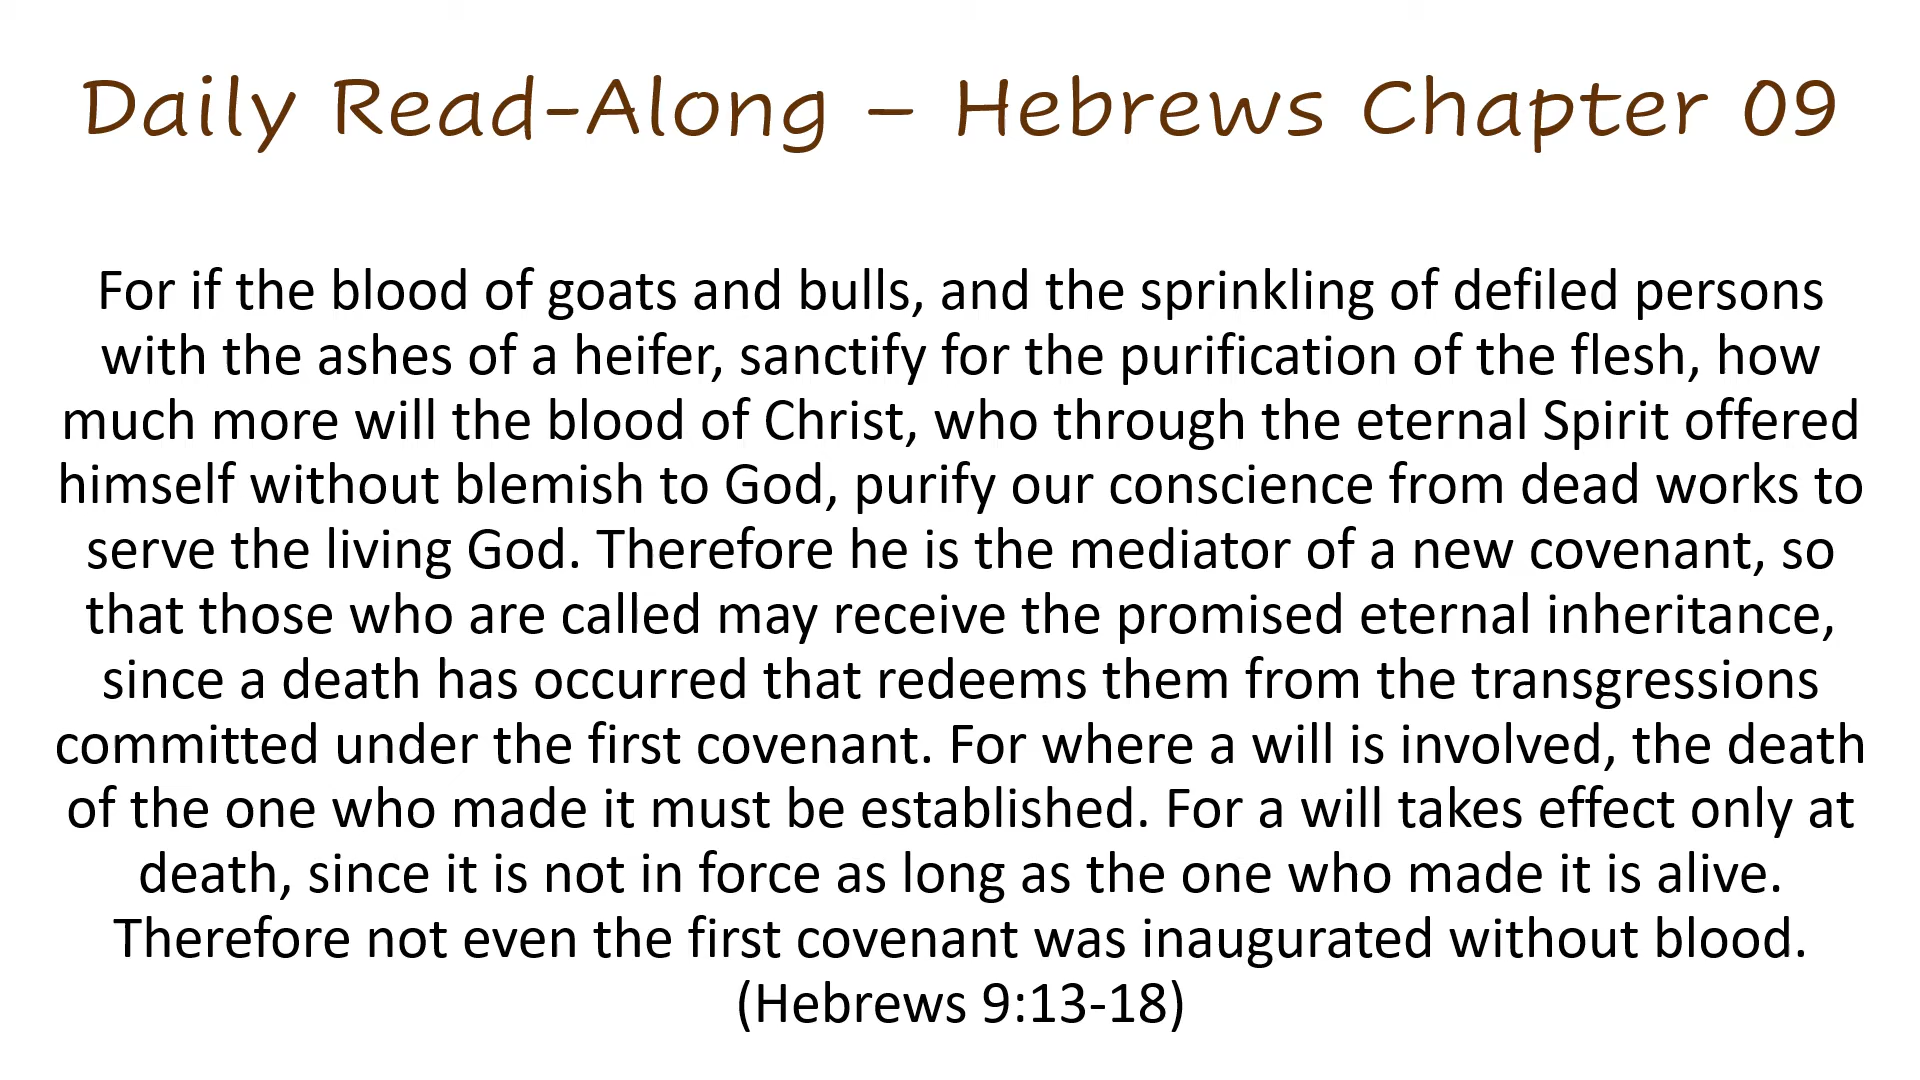 Daily Read-Along – Hebrews Chapter 09
For if the blood of goats and bulls, and the sprinkling of defiled persons
with the ashes of a heifer, sanctify for the purification of the flesh, how
much more will the blood of Christ, who through the eternal Spirit offered
himself without blemish to God, purify our conscience from dead works to
serve the living God. Therefore he is the mediator of a new covenant, so
that those who are called may receive the promised eternal inheritance,
since a death has occurred that redeems them from the transgressions
committed under the first covenant. For where a will is involved, the death
of the one who made it must be established. For a will takes effect only at
death, since it is not in force as long as the one who made it is alive.
Therefore not even the first covenant was inaugurated without blood.
(Hebrews 9:13-18)